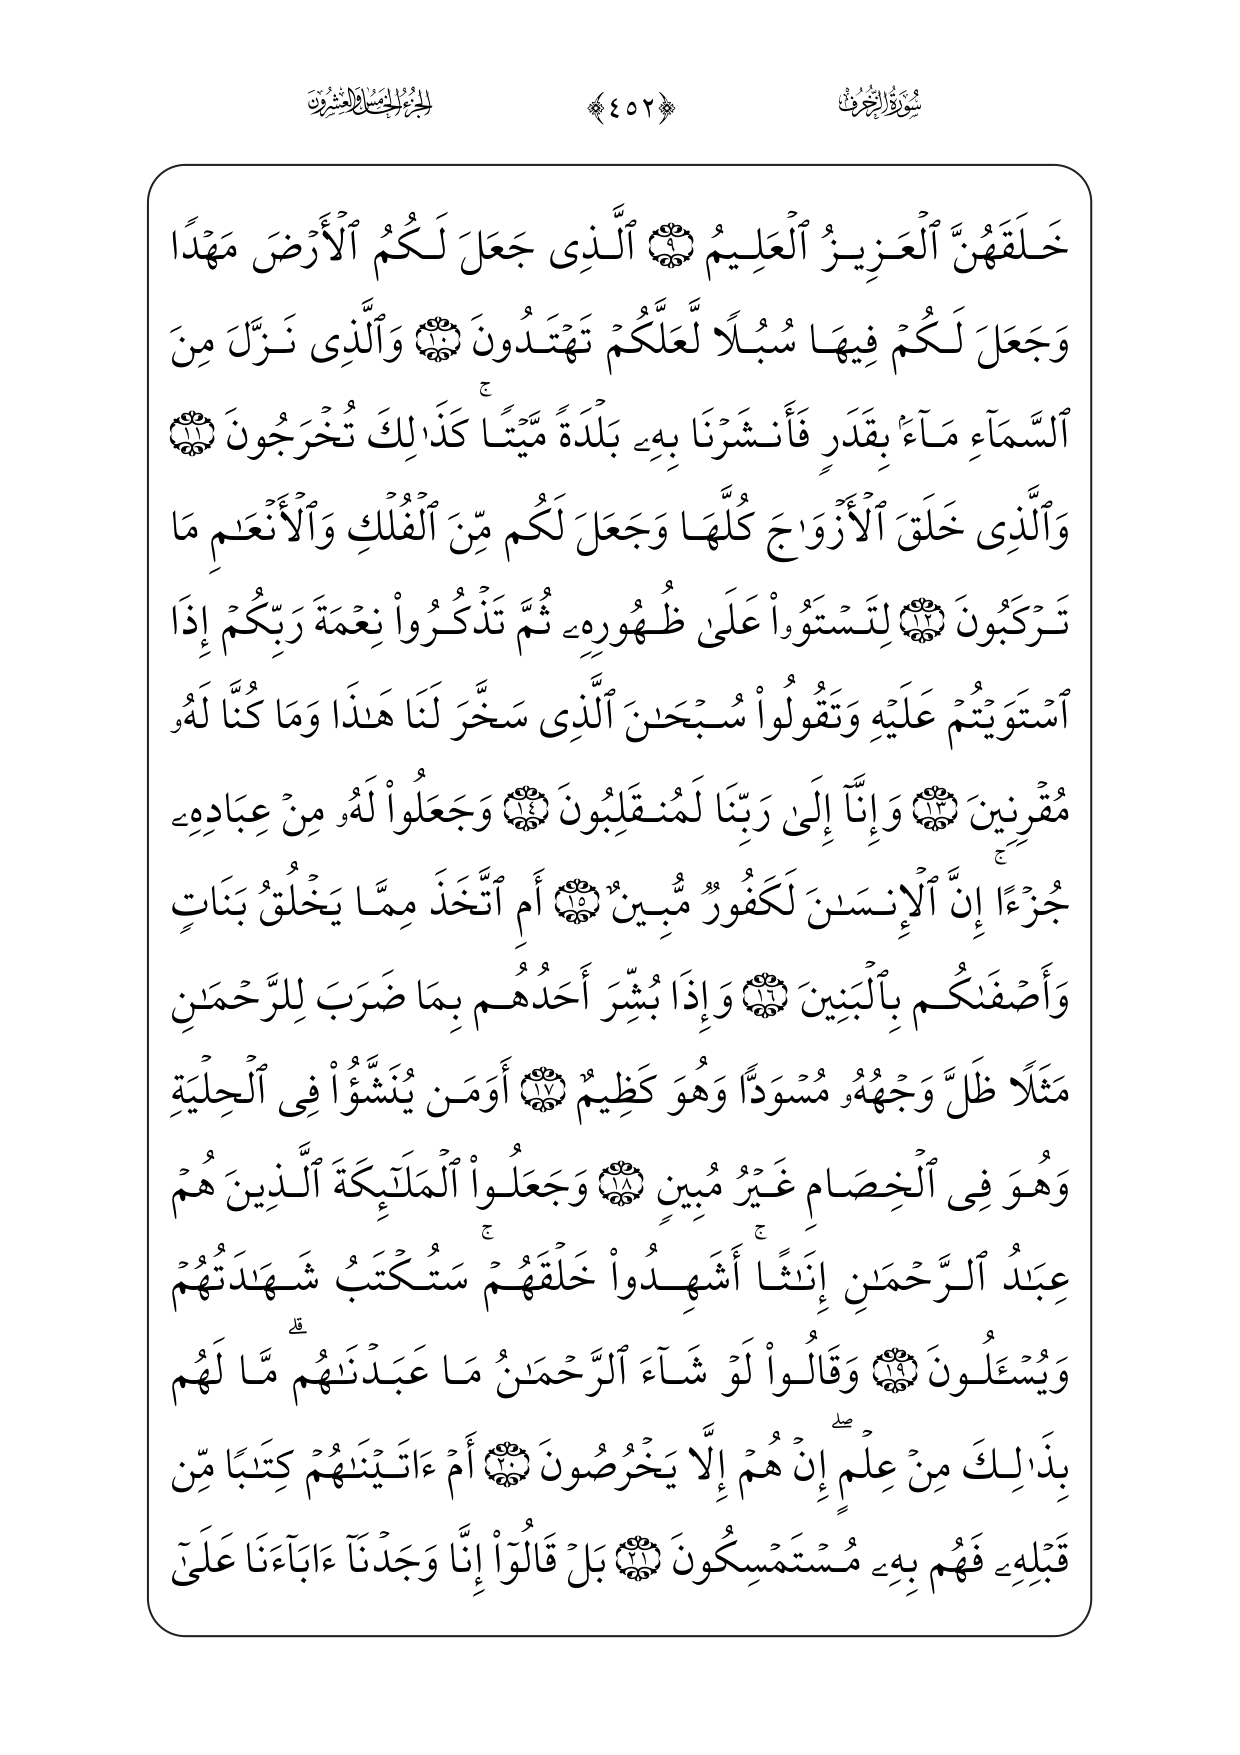 سُورَةُ الزُّخْرُفِ ﴿٤٥٢﴾ الجُزْءُ الخَامِسُ وَالعِشْرُونَ
خَلَقَهُنَّ ٱلْعَزِيزُ ٱلْعَلِيمُ ٩ ٱلَّذِى جَعَلَ لَكُمُ ٱلْأَرْضَ مَهْدًا
وَجَعَلَ لَكُمْ فِيهَا سُبُلًا لَّعَلَّكُمْ تَهْتَدُونَ ١٠ وَٱلَّذِى نَزَّلَ مِنَ
ٱلسَّمَآءِ مَآءًۢ بِقَدَرٍ فَأَنشَرْنَا بِهِۦ بَلْدَةً مَّيْتًا ۚ كَذَٰلِكَ تُخْرَجُونَ ١١
وَٱلَّذِى خَلَقَ ٱلْأَزْوَٰجَ كُلَّهَا وَجَعَلَ لَكُم مِّنَ ٱلْفُلْكِ وَٱلْأَنْعَٰمِ مَا
تَرْكَبُونَ ١٢ لِتَسْتَوُۥا۟ عَلَىٰ ظُهُورِهِۦ ثُمَّ تَذْكُرُوا۟ نِعْمَةَ رَبِّكُمْ إِذَا
ٱسْتَوَيْتُمْ عَلَيْهِ وَتَقُولُوا۟ سُبْحَٰنَ ٱلَّذِى سَخَّرَ لَنَا هَٰذَا وَمَا كُنَّا لَهُۥ
مُقْرِنِينَ ١٣ وَإِنَّآ إِلَىٰ رَبِّنَا لَمُنقَلِبُونَ ١٤ وَجَعَلُوا۟ لَهُۥ مِنْ عِبَادِهِۦ
جُزْءًا ۚ إِنَّ ٱلْإِنسَٰنَ لَكَفُورٌ مُّبِينٌ ١٥ أَمِ ٱتَّخَذَ مِمَّا يَخْلُقُ بَنَاتٍ
وَأَصْفَىٰكُم بِٱلْبَنِينَ ١٦ وَإِذَا بُشِّرَ أَحَدُهُم بِمَا ضَرَبَ لِلرَّحْمَٰنِ
مَثَلًا ظَلَّ وَجْهُهُۥ مُسْوَدًّا وَهُوَ كَظِيمٌ ١٧ أَوَمَن يُنَشَّؤُا۟ فِى ٱلْحِلْيَةِ
وَهُوَ فِى ٱلْخِصَامِ غَيْرُ مُبِينٍ ١٨ وَجَعَلُوا۟ ٱلْمَلَٰٓئِكَةَ ٱلَّذِينَ هُمْ
عِبَٰدُ ٱلرَّحْمَٰنِ إِنَٰثًا ۚ أَشَهِدُوا۟ خَلْقَهُمْ ۚ سَتُكْتَبُ شَهَٰدَتُهُمْ
وَيُسْـَٔلُونَ ١٩ وَقَالُوا۟ لَوْ شَآءَ ٱلرَّحْمَٰنُ مَا عَبَدْنَٰهُم ۗ مَّا لَهُم
بِذَٰلِكَ مِنْ عِلْمٍ ۖ إِنْ هُمْ إِلَّا يَخْرُصُونَ ٢٠ أَمْ ءَاتَيْنَٰهُمْ كِتَٰبًا مِّن
قَبْلِهِۦ فَهُم بِهِۦ مُسْتَمْسِكُونَ ٢١ بَلْ قَالُوٓا۟ إِنَّا وَجَدْنَآ ءَابَآءَنَا عَلَىٰٓ